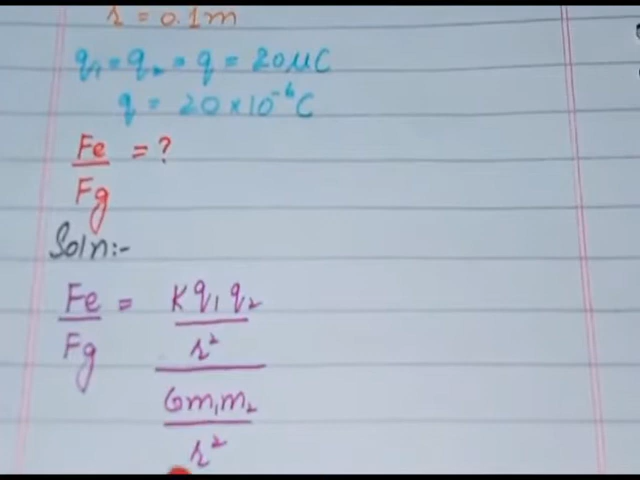 r = 0.1m
q₁ = q₂ = q = 20μC
q = 20 × 10⁻⁶C
Fe/Fg = ?
Soln:-
Fe/Fg = (Kq₁q₂/r²)/(Gm₁m₂/r²)